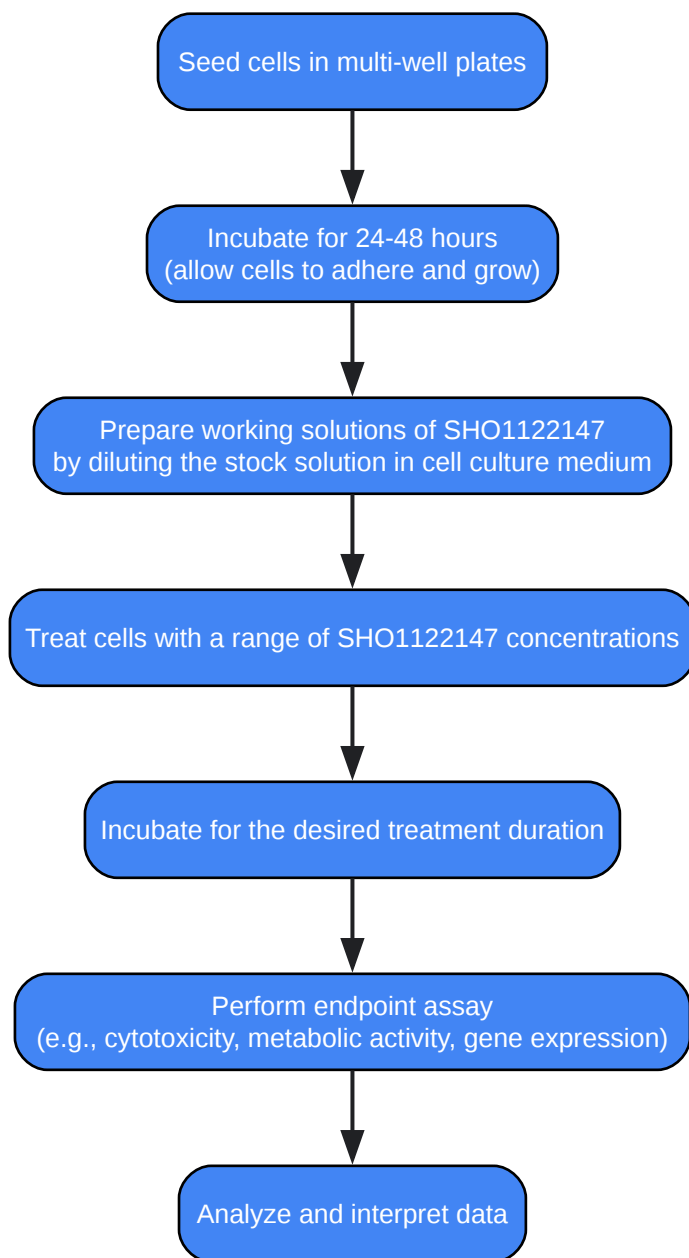 Seed cells in multi-well plates
Incubate for 24-48 hours
(allow cells to adhere and grow)
Prepare working solutions of SHO1122147
by diluting the stock solution in cell culture medium
Treat cells with a range of SHO1122147 concentrations
Incubate for the desired treatment duration
Perform endpoint assay
(e.g., cytotoxicity, metabolic activity, gene expression)
Analyze and interpret data